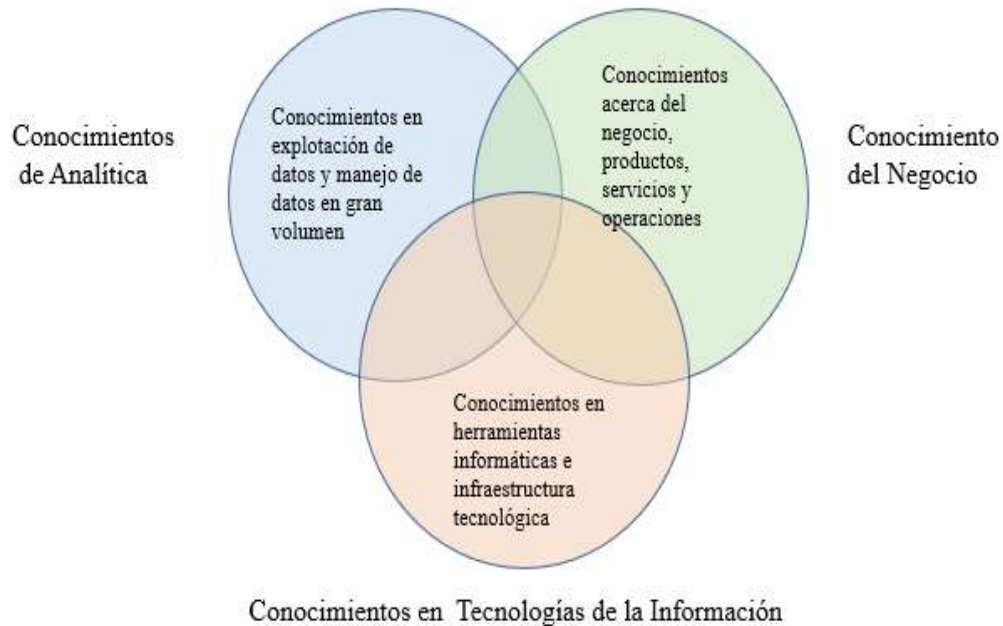 Conocimientos
de Analítica
Conocimientos en
explotación de
datos y manejo de
datos en gran
volumen
Conocimientos
acerca del
negocio,
productos,
servicios y
operaciones
Conocimiento
del Negocio
Conocimientos en
herramientas
informáticas e
infraestructura
tecnológica
Conocimientos en Tecnologías de la Información